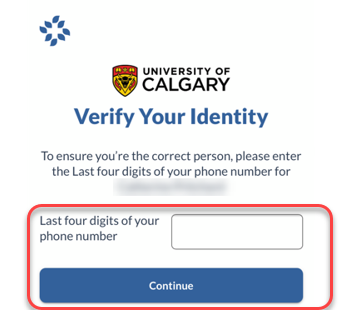 UNIVERSITY OF
CALGARY
Verify Your Identity
To ensure you're the correct person, please enter
the Last four digits of your phone number for
Last four digits of your
phone number
Continue